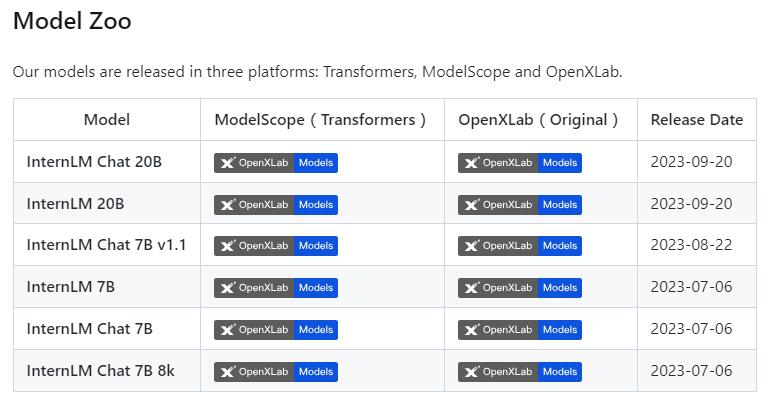 Model Zoo
Our models are released in three platforms: Transformers, ModelScope and OpenXLab.
Model ModelScope ( Transformers ) OpenXLab ( Original ) Release Date
InternLM Chat 20B OpenXLab Models OpenXLab Models 2023-09-20
InternLM 20B OpenXLab Models OpenXLab Models 2023-09-20
InternLM Chat 7B v1.1 OpenXLab Models OpenXLab Models 2023-08-22
InternLM 7B OpenXLab Models OpenXLab Models 2023-07-06
InternLM Chat 7B OpenXLab Models OpenXLab Models 2023-07-06
InternLM Chat 7B 8k OpenXLab Models OpenXLab Models 2023-07-06